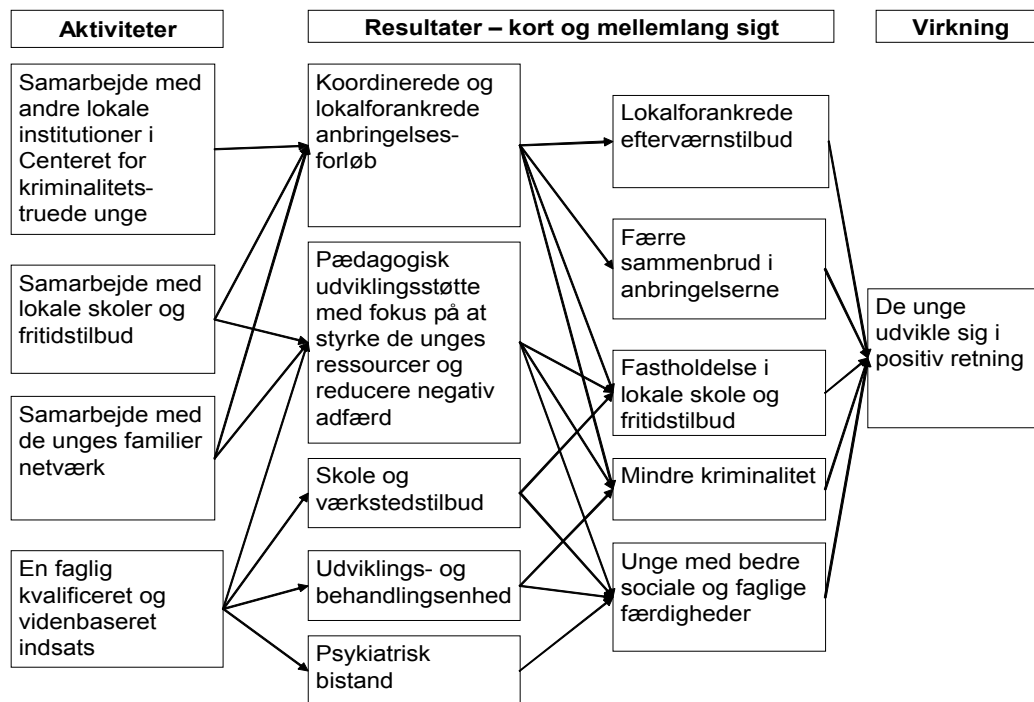 Aktiviteter
Resultater – kort og mellemlang sigt
Virkning
Samarbejde med
andre lokale
institutioner i
Centeret for
kriminalitets-
truede unge
Samarbejde med
lokale skoler og
fritidstilbud
Samarbejde med
de unges familier
netværk
En faglig
kvalificeret og
videnbaseret
indsats
Koordinerede og
lokalforankrede
anbringelses-
forløb
Pædagogisk
udviklingsstøtte
med fokus på at
styrke de unges
ressourcer og
reducere negativ
adfærd
Skole og
værkstedstilbud
Udviklings- og
behandlingsenhed
Psykiatrisk
bistand
Lokalforankrede
efterværnstilbud
Færre
sammenbrud i
anbringelserne
Fastholdelse i
lokale skole og
fritidstilbud
Mindre kriminalitet
Unge med bedre
sociale og faglige
færdigheder
De unge
udvikle sig i
positiv retning